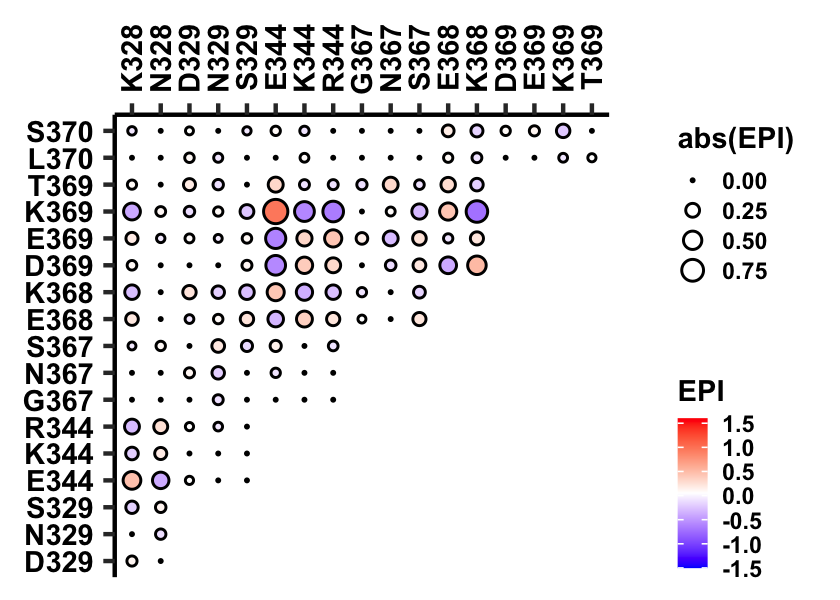 K328 N328 D329 N329 S329 E344 K344 R344 G367 N367 S367 E368 K368 D369 E369 K369 T369
S370
L370
T369
K369
E369
D369
K368
E368
S367
N367
G367
R344
K344
E344
S329
N329
D329
abs(EPI)
0.00
0.25
0.50
0.75
EPI
1.5
1.0
0.5
0.0
-0.5
-1.0
-1.5